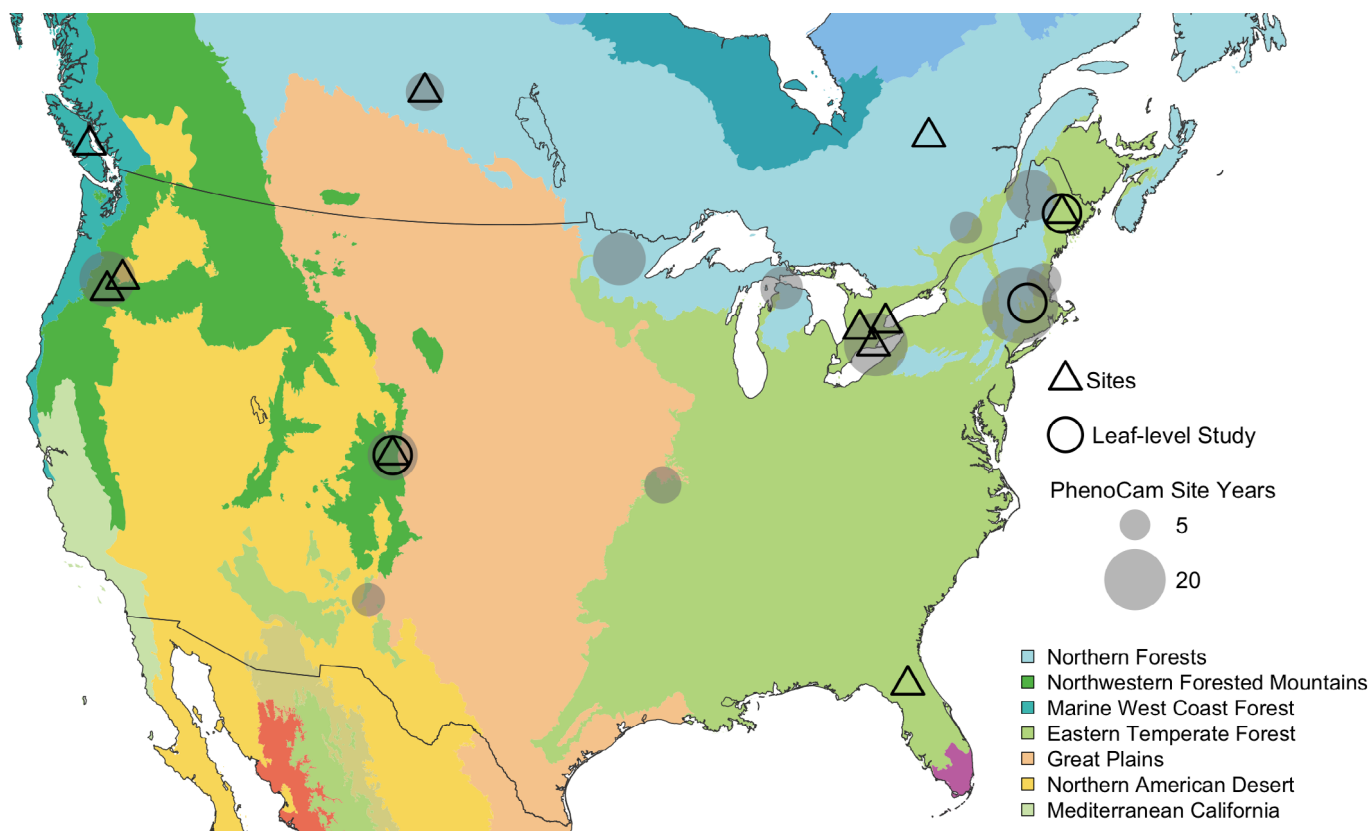 Sites
Leaf-level Study
PhenoCam Site Years
5
20
Northern Forests
Northwestern Forested Mountains
Marine West Coast Forest
Eastern Temperate Forest
Great Plains
Northern American Desert
Mediterranean California